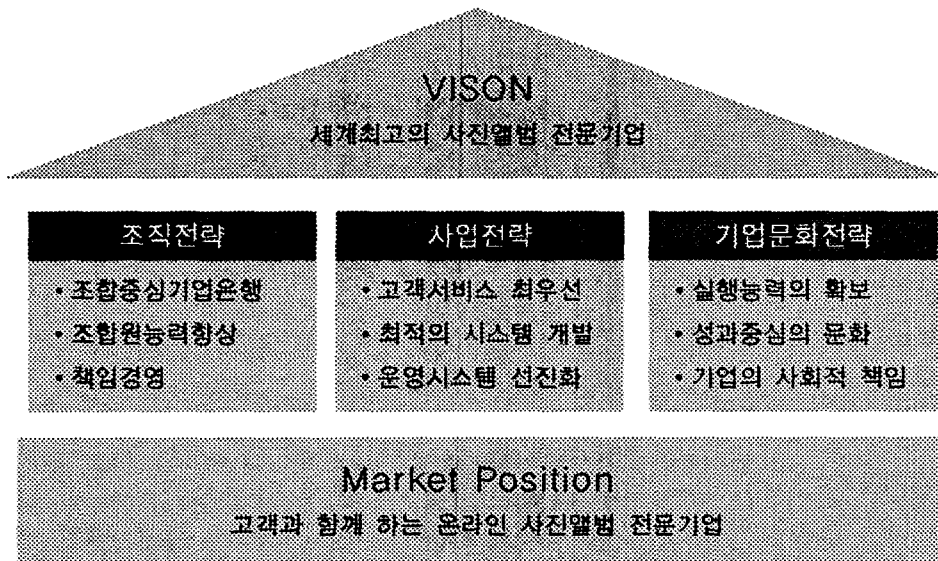 VISON
세계최고의 사진앨범 전문기업
조직전략
• 조합중심기업은행
• 조합원능력향상
• 책임경영
사업전략
• 고객서비스 최우선
• 최적의 시스템 개발
• 운영시스템 선진화
기업문화전략
• 실행능력의 확보
• 성과중심의 문화
• 기업의 사회적 책임
Market Position
고객과 함께 하는 온라인 사진앨범 전문기업